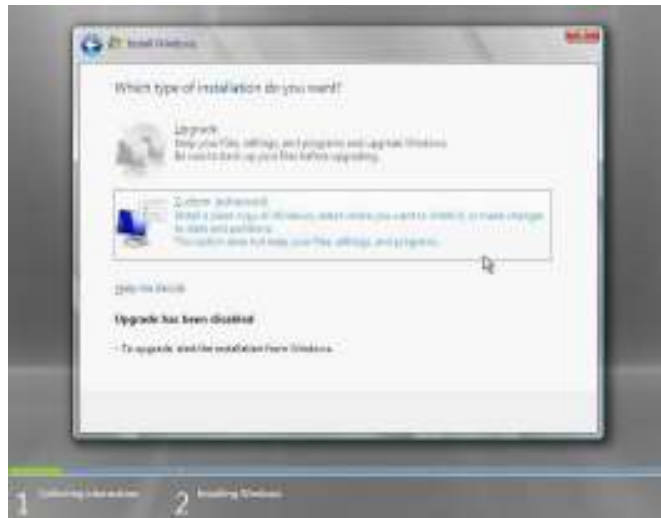 Install Windows
Which type of installation do you want?
Upgrade
Keep your files, settings, and programs and upgrade Windows.
Be sure to back up your files before upgrading.
Custom (advanced)
Install a clean copy of Windows, select where you want to install it, or make changes
to disks and partitions.
This option does not keep your files, settings, and programs.
Help me decide
Upgrade has been disabled
- To upgrade, start the installation from Windows.
1 Collecting information
2 Installing Windows